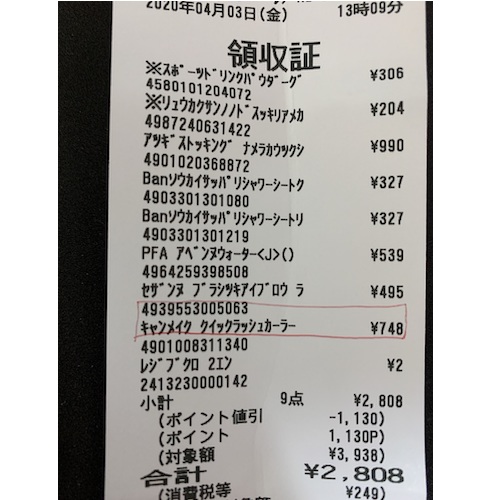 2020年04月03日(金) 13時09分
領収証
※スポーツドリンクパウダーグ ¥306
4580101204072
※リュウカクサンノドスッキリアメカ ¥204
4987240631422
アツギストッキング ナメラカウツクシ ¥990
4901020368872
Banソウカイサッパリシャワーシートク ¥327
4903301301080
Banソウカイサッパリシャワーシートリ ¥327
4903301301219
PFA アベンヌウォーター<J>() ¥539
4964259398508
セザンヌ ブラシツキアイブロウ ラ ¥495
4939553005063
キャンメイク クイックラッシュカーラー ¥748
4901008311340
レジブクロ 2エン ¥2
2413230000142
小計 9点 ¥2,808
(ポイント値引 -1,130)
(ポイント 1,130P)
(対象額 ¥3,938)
合計 ¥2,808
(消費税等 ¥249)